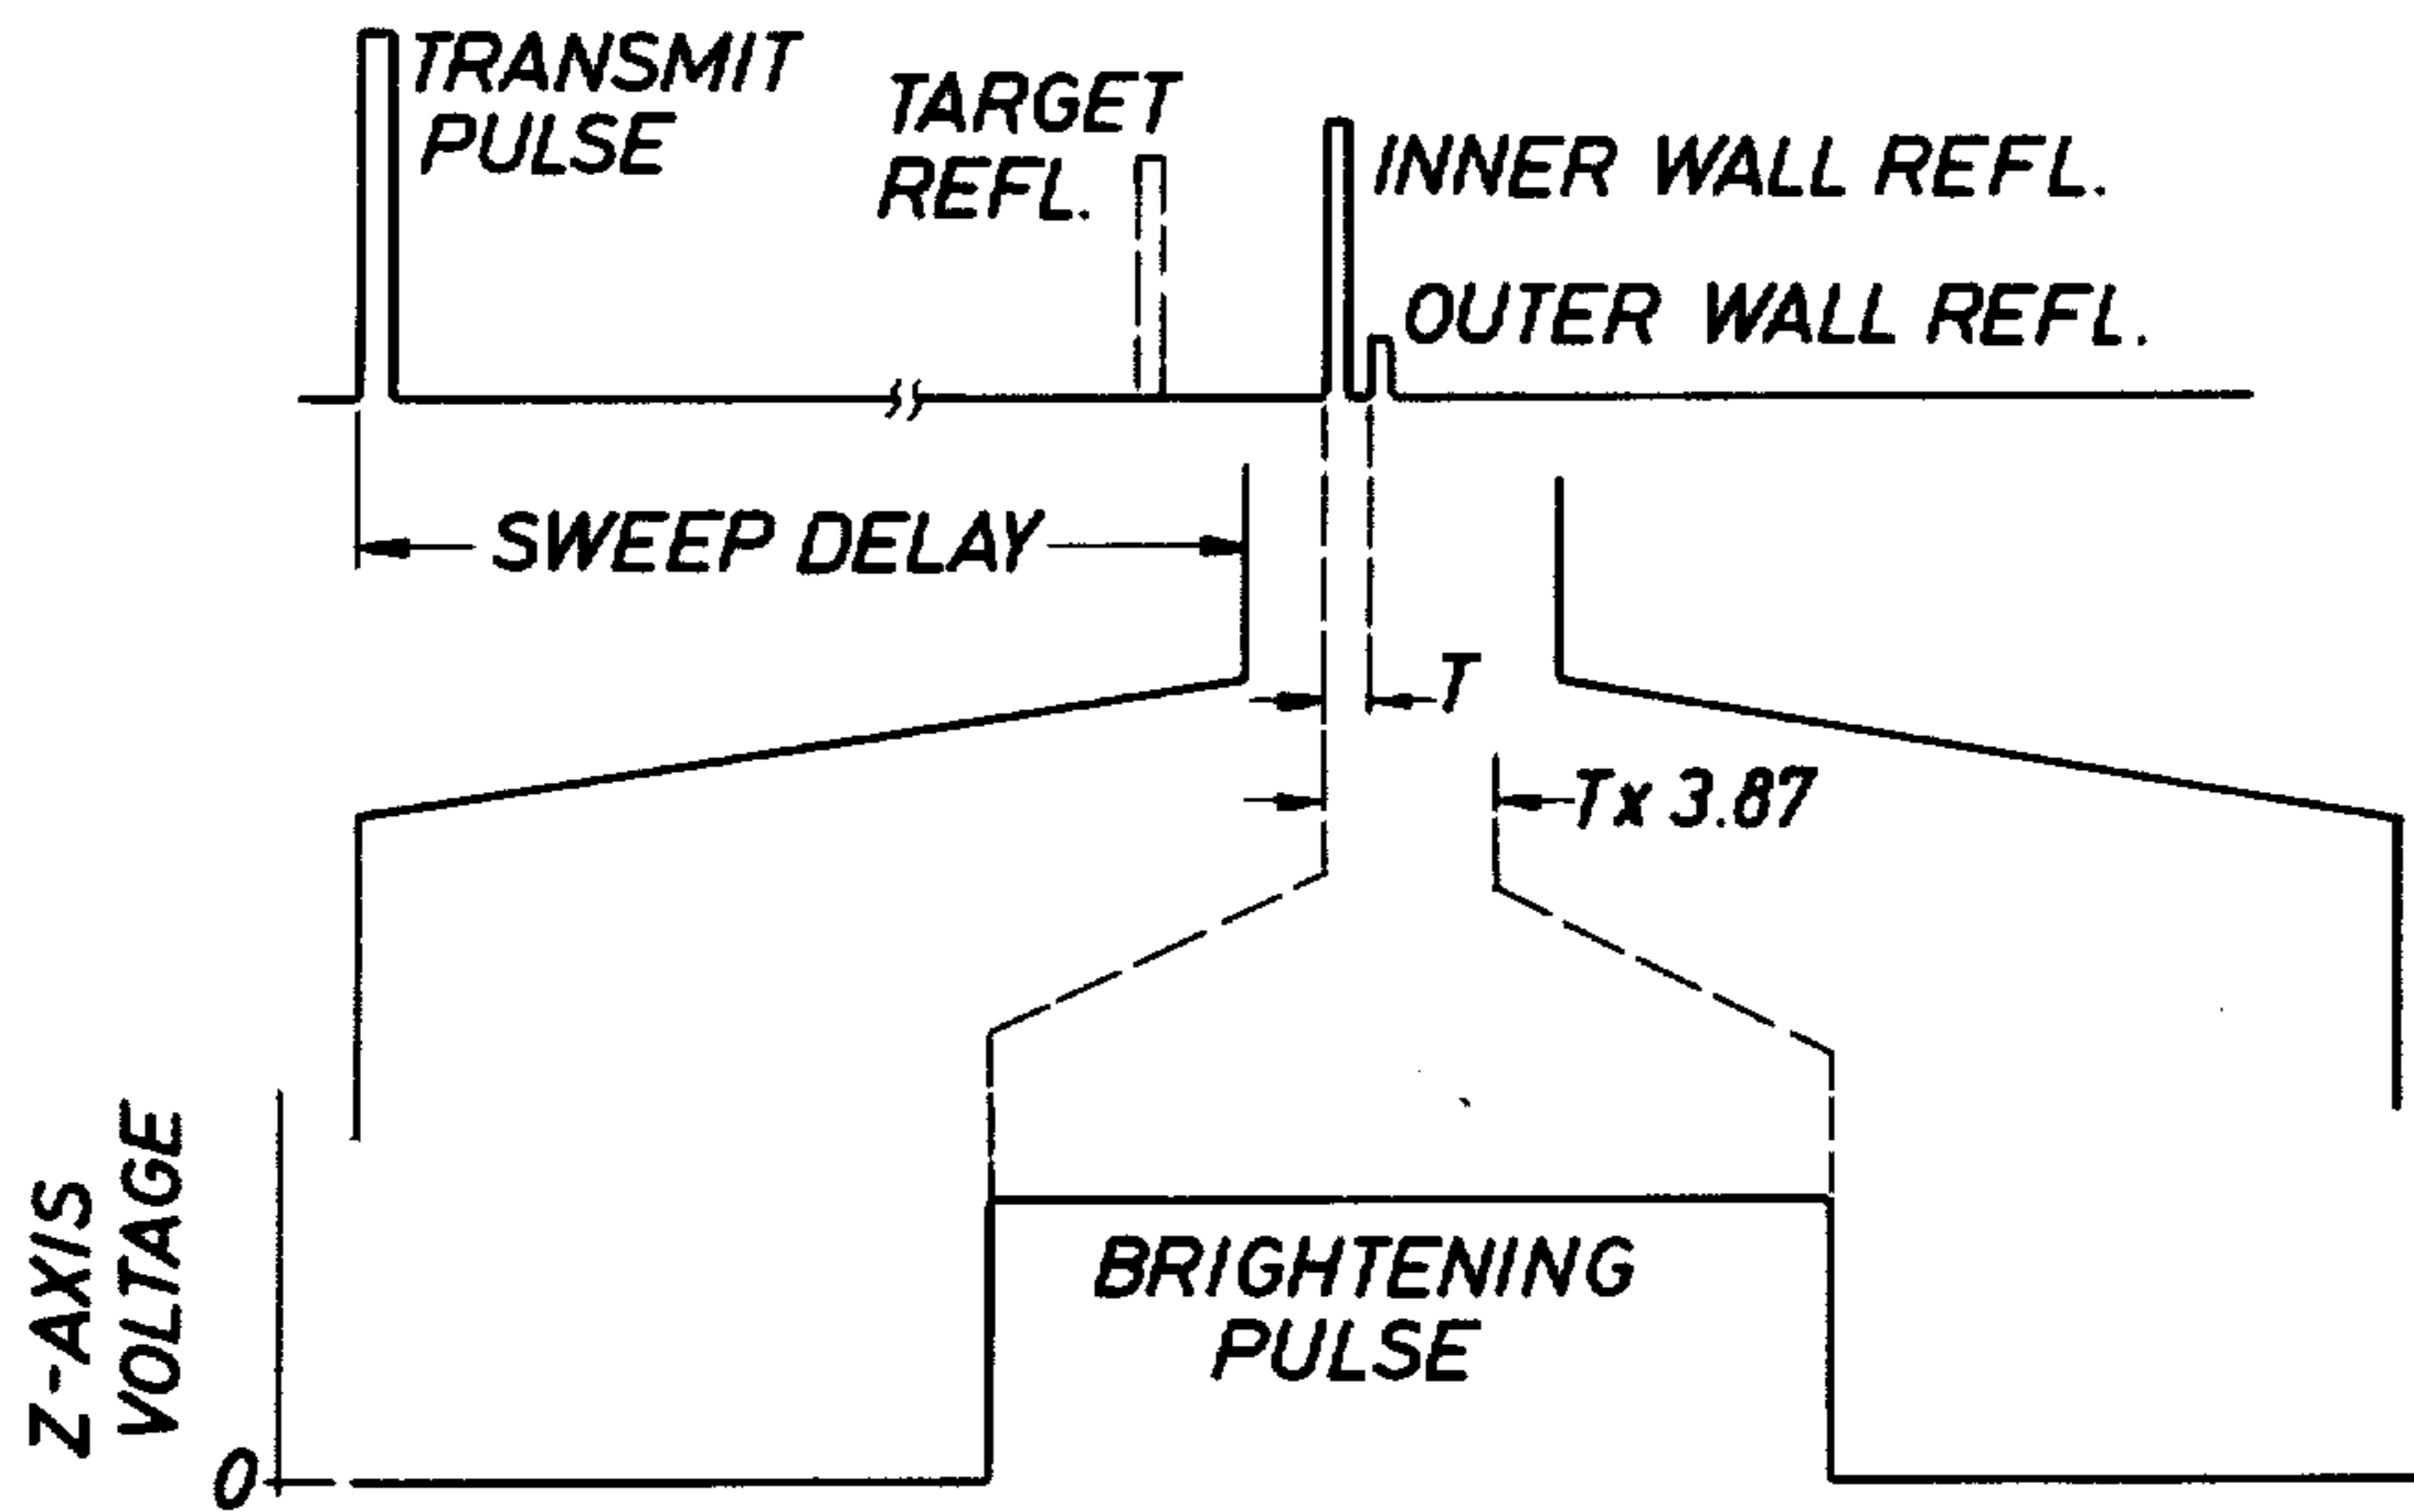 TRANSMIT
PULSE
TARGET
REFL.
INNER WALL REFL.
OUTER WALL REFL.
SWEEP DELAY
T
Tx 3.87
Z-AXIS
VOLTAGE
BRIGHTENING
PULSE
0